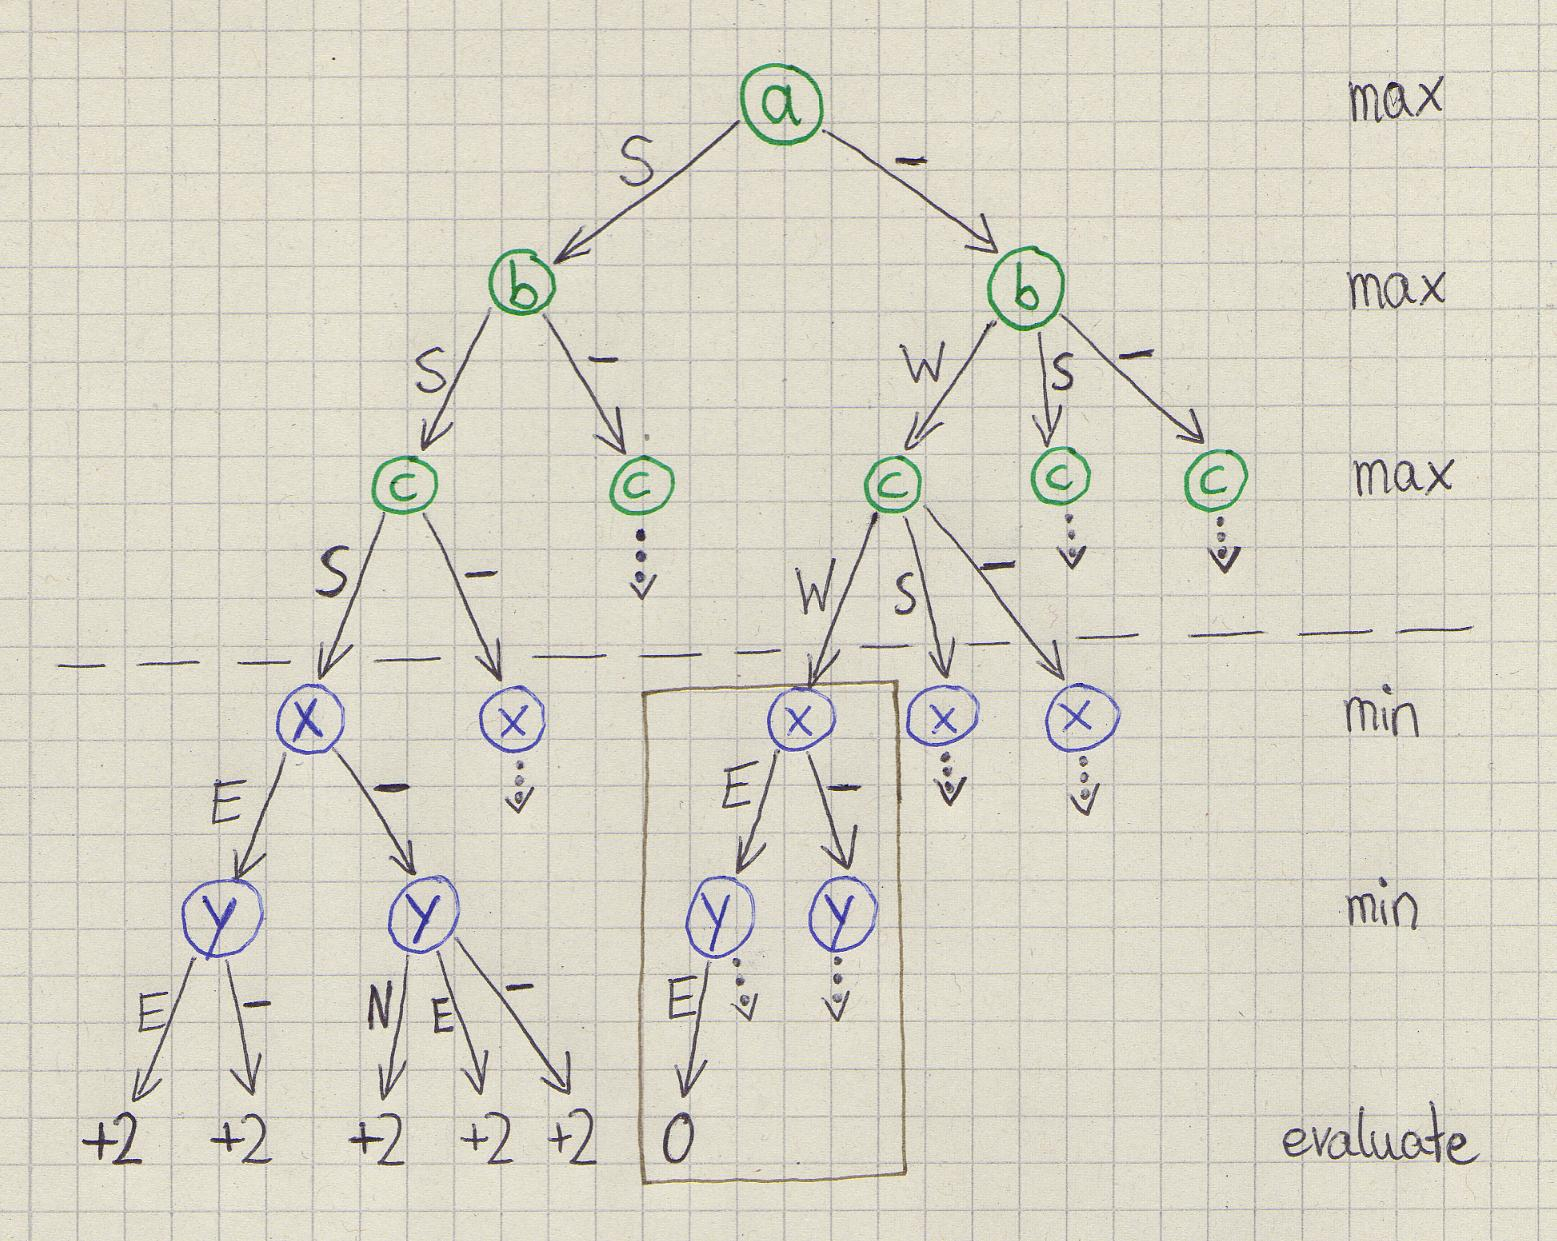 a max
S -
b b max
S - W S -
c c c c c max
S - W S -
x x x x x min
E - E -
y y y y min
E - N E - E
+2 +2 +2 +2 +2 0 evaluate